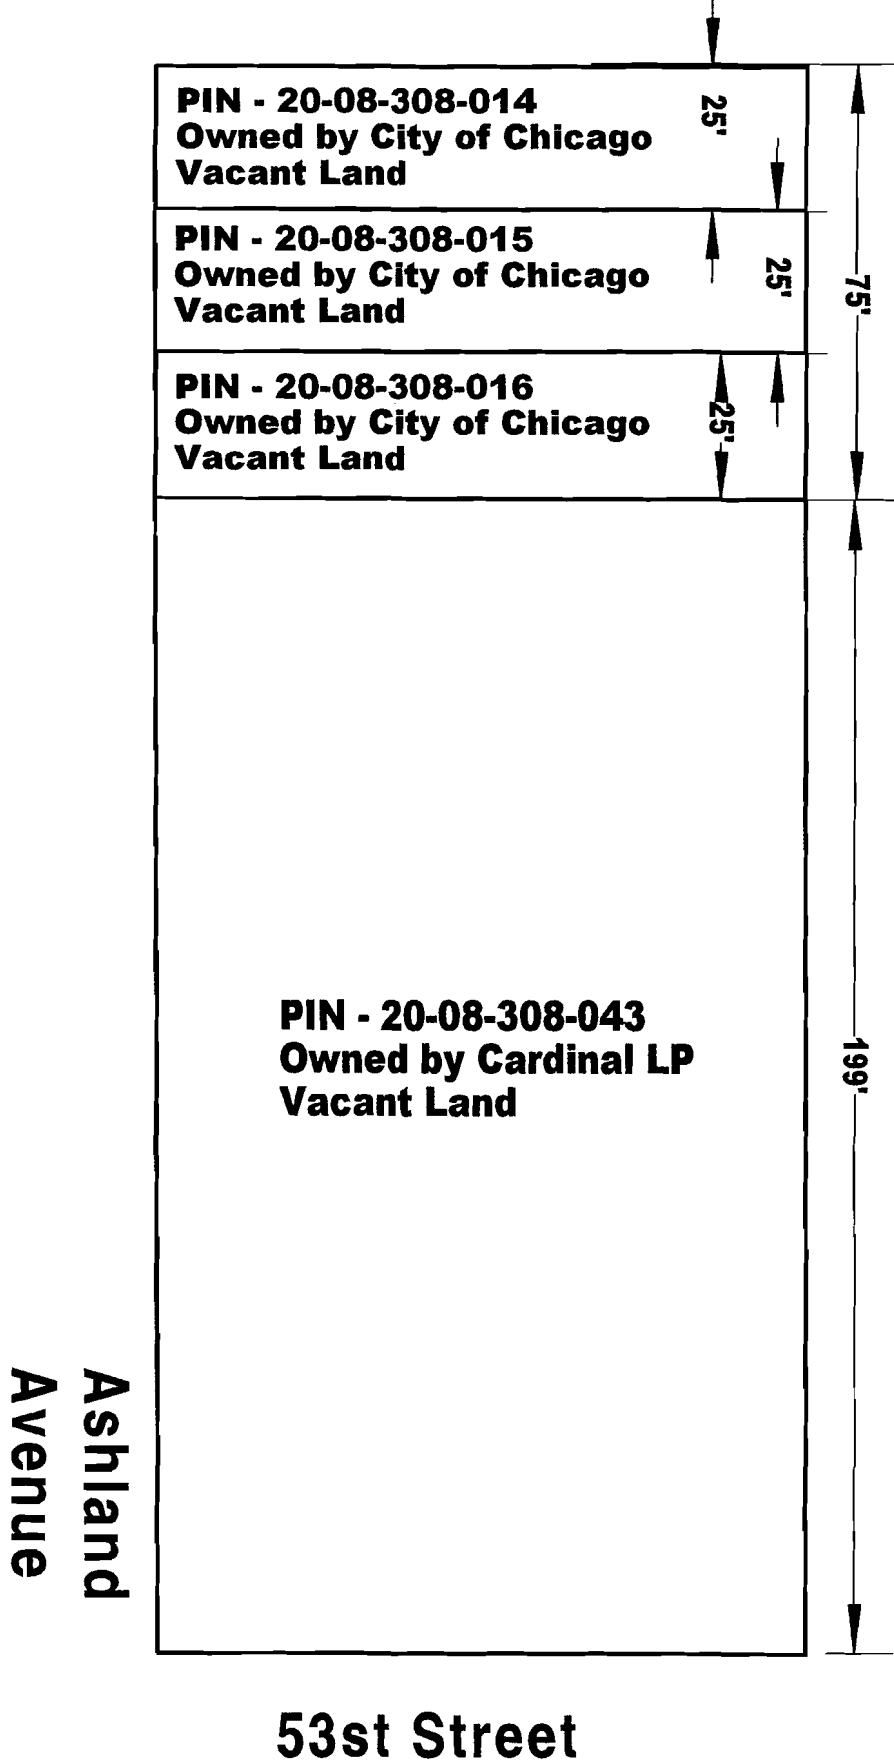 25'
PIN - 20-08-308-014
Owned by City of Chicago
Vacant Land
PIN - 20-08-308-015
Owned by City of Chicago
Vacant Land
25'
75'
PIN - 20-08-308-016
Owned by City of Chicago
Vacant Land
25'
PIN - 20-08-308-043
Owned by Cardinal LP
Vacant Land
199'
Ashland
Avenue
53st Street